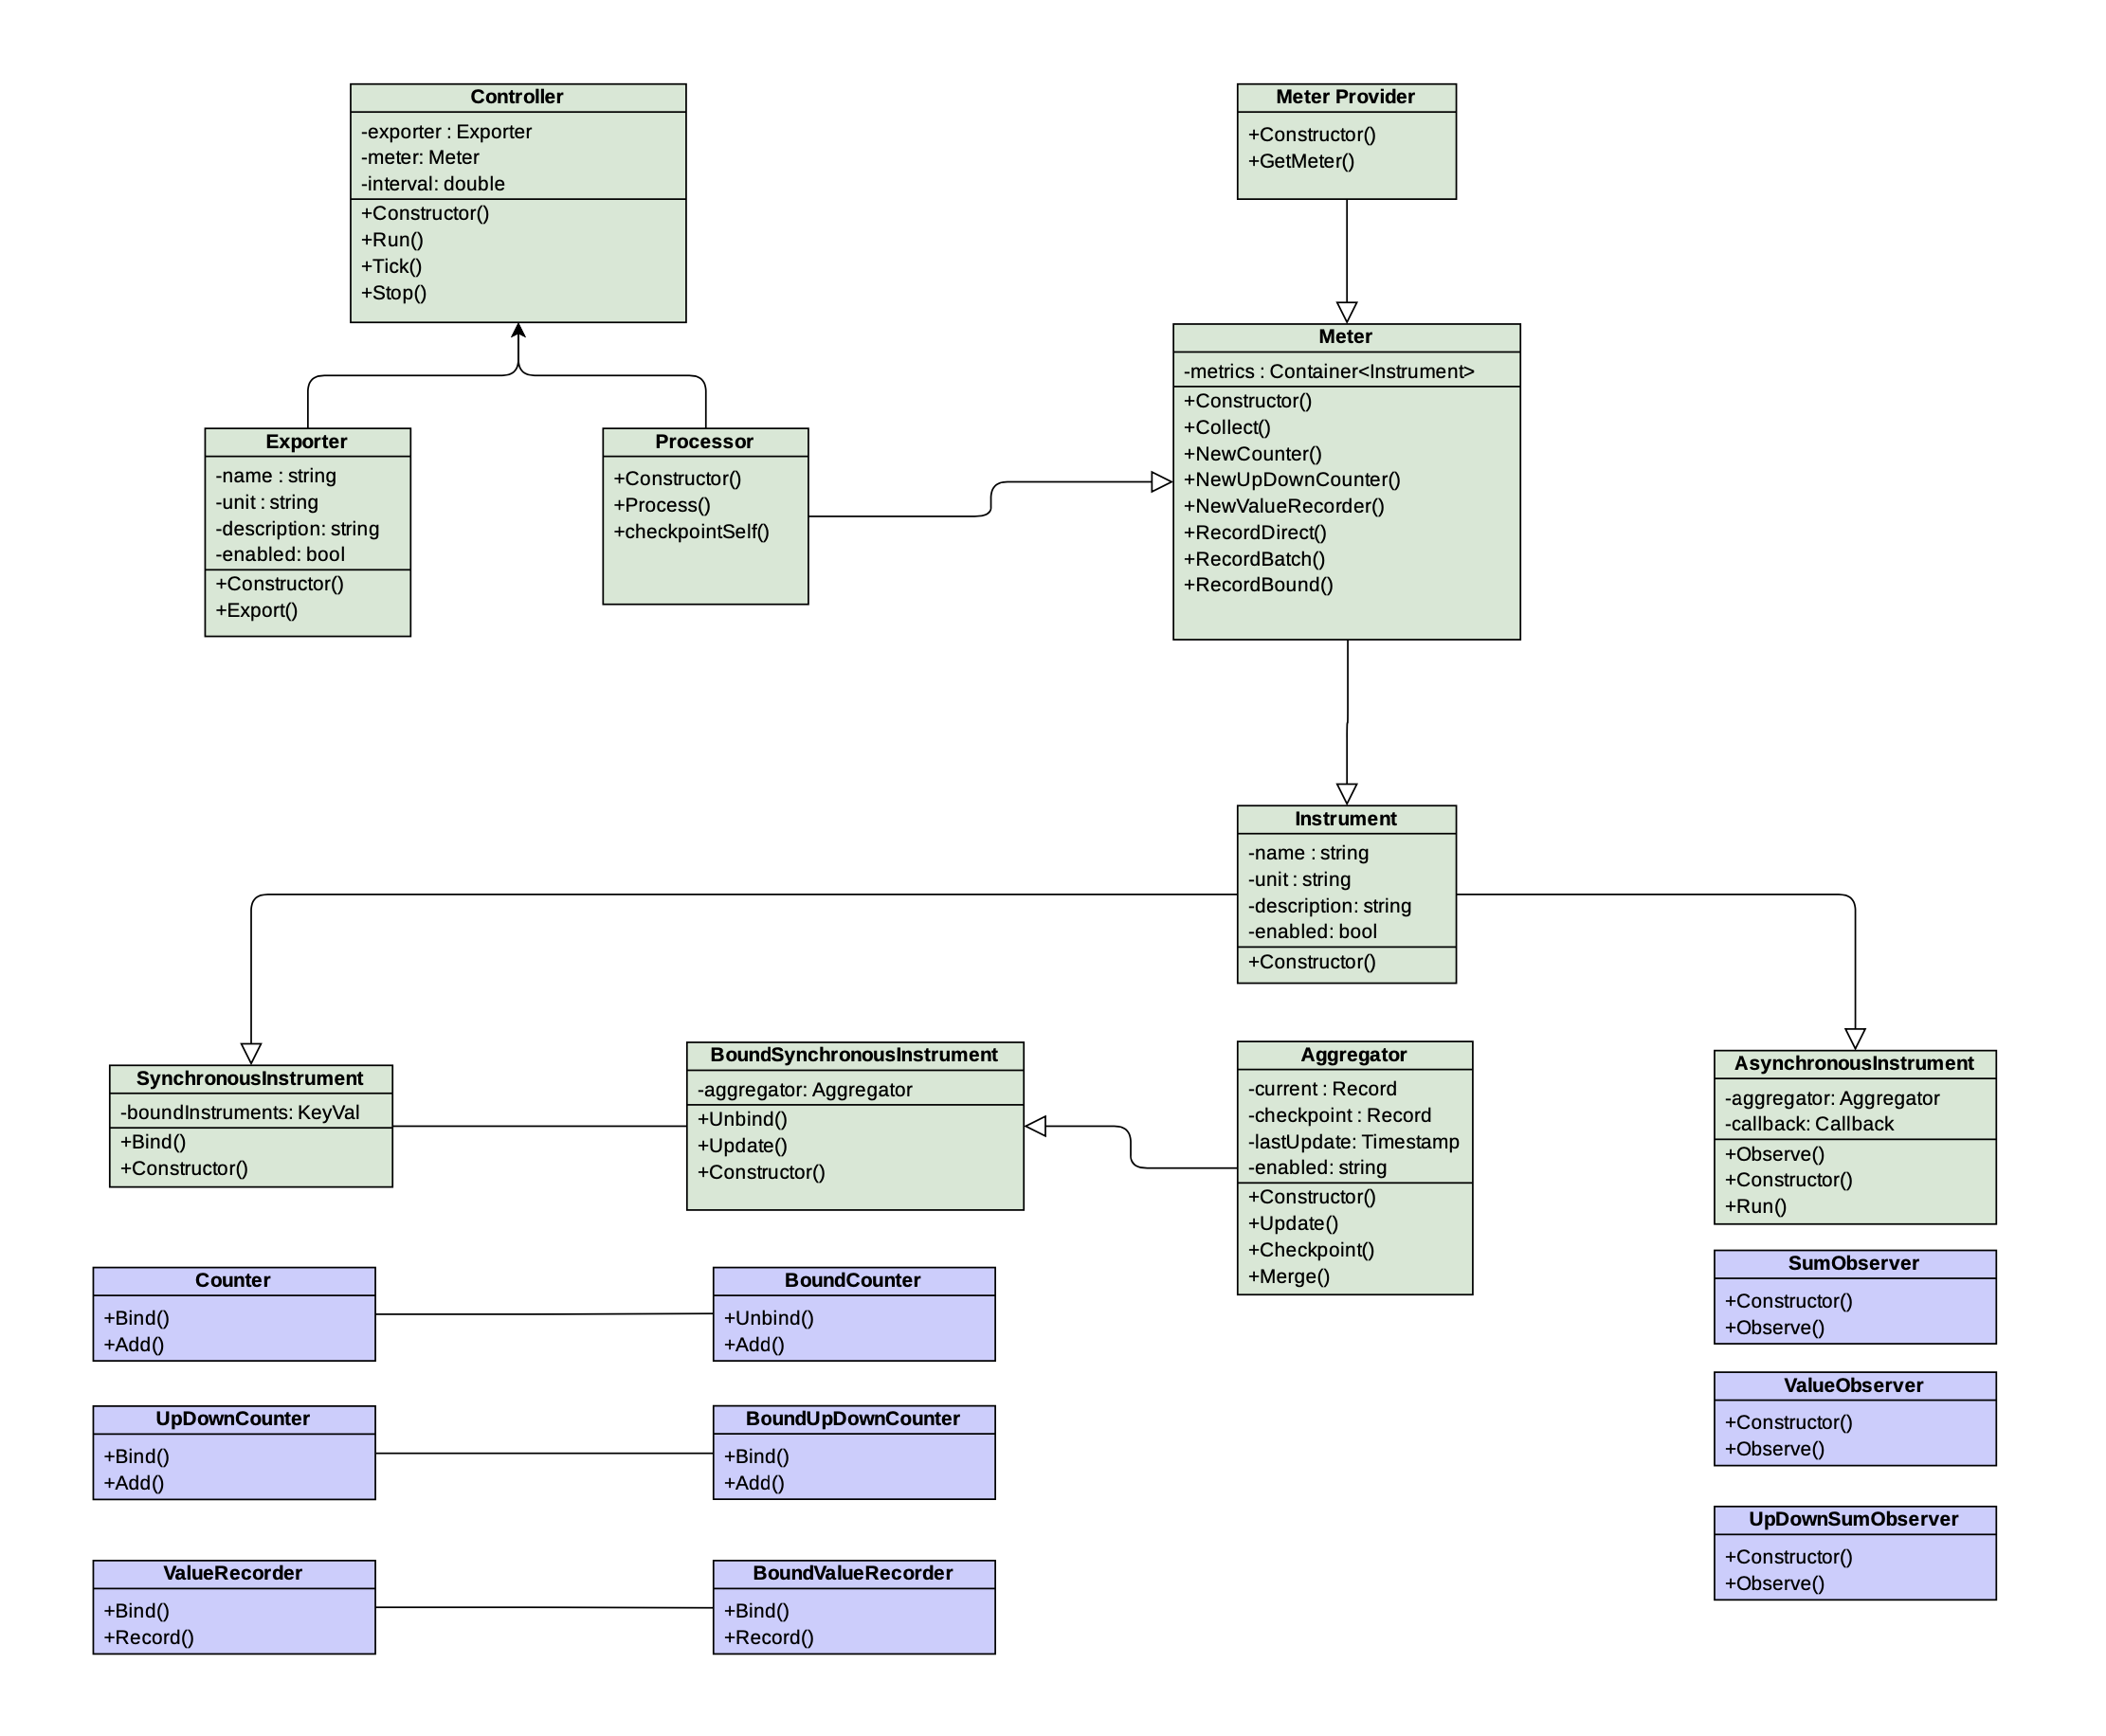 Controller
-exporter : Exporter
-meter: Meter
-interval: double
+Constructor()
+Run()
+Tick()
+Stop()
Meter Provider
+Constructor()
+GetMeter()
Exporter
-name : string
-unit : string
-description: string
-enabled: bool
+Constructor()
+Export()
Processor
+Constructor()
+Process()
+checkpointSelf()
Meter
-metrics : Container<Instrument>
+Constructor()
+Collect()
+NewCounter()
+NewUpDownCounter()
+NewValueRecorder()
+RecordDirect()
+RecordBatch()
+RecordBound()
Instrument
-name : string
-unit : string
-description: string
-enabled: bool
+Constructor()
SynchronousInstrument
-boundInstruments: KeyVal
+Bind()
+Constructor()
BoundSynchronousInstrument
-aggregator: Aggregator
+Unbind()
+Update()
+Constructor()
Aggregator
-current : Record
-checkpoint : Record
-lastUpdate: Timestamp
-enabled: string
+Constructor()
+Update()
+Checkpoint()
+Merge()
AsynchronousInstrument
-aggregator: Aggregator
-callback: Callback
+Observe()
+Constructor()
+Run()
Counter
+Bind()
+Add()
BoundCounter
+Unbind()
+Add()
SumObserver
+Constructor()
+Observe()
UpDownCounter
+Bind()
+Add()
BoundUpDownCounter
+Bind()
+Add()
ValueObserver
+Constructor()
+Observe()
ValueRecorder
+Bind()
+Record()
BoundValueRecorder
+Bind()
+Record()
UpDownSumObserver
+Constructor()
+Observe()